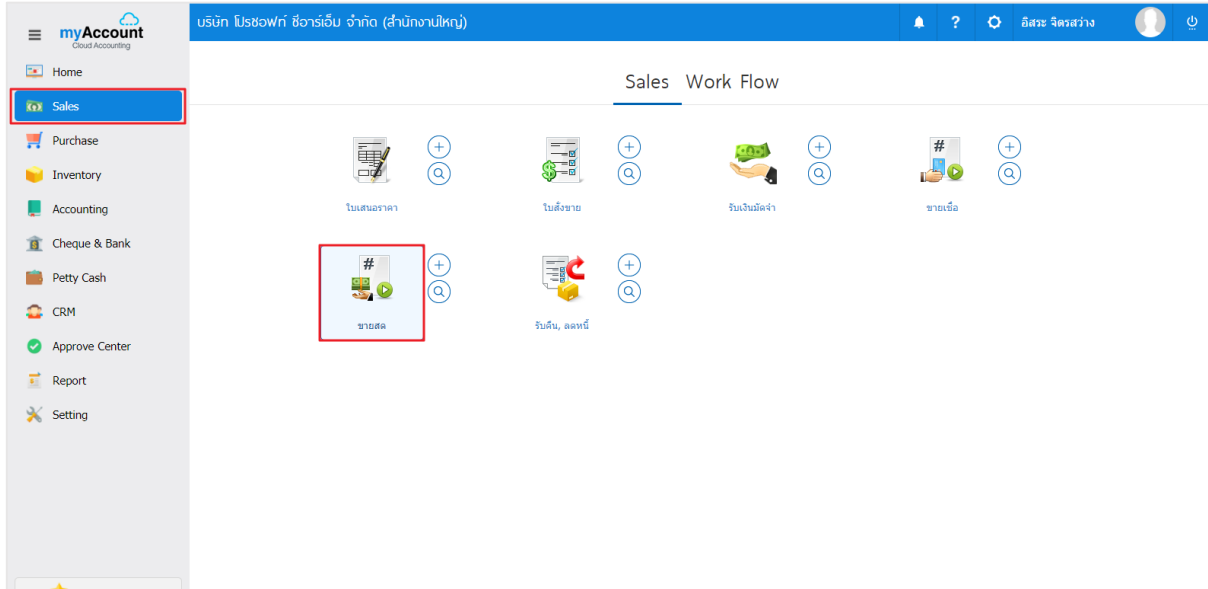 myAccount
Cloud Accounting
บริษัท โปรซอฟท์ ซีอาร์เอ็ม จำกัด (สำนักงานใหญ่)
?
อิสระ จิตรสว่าง
Home
Sales
Purchase
Inventory
Accounting
Cheque & Bank
Petty Cash
CRM
Approve Center
Report
Setting
Sales Work Flow
ใบเสนอราคา
ใบสั่งขาย
รับเงินมัดจำ
#
ขายเชื่อ
#
ขายสด
รับคืน, ลดหนี้